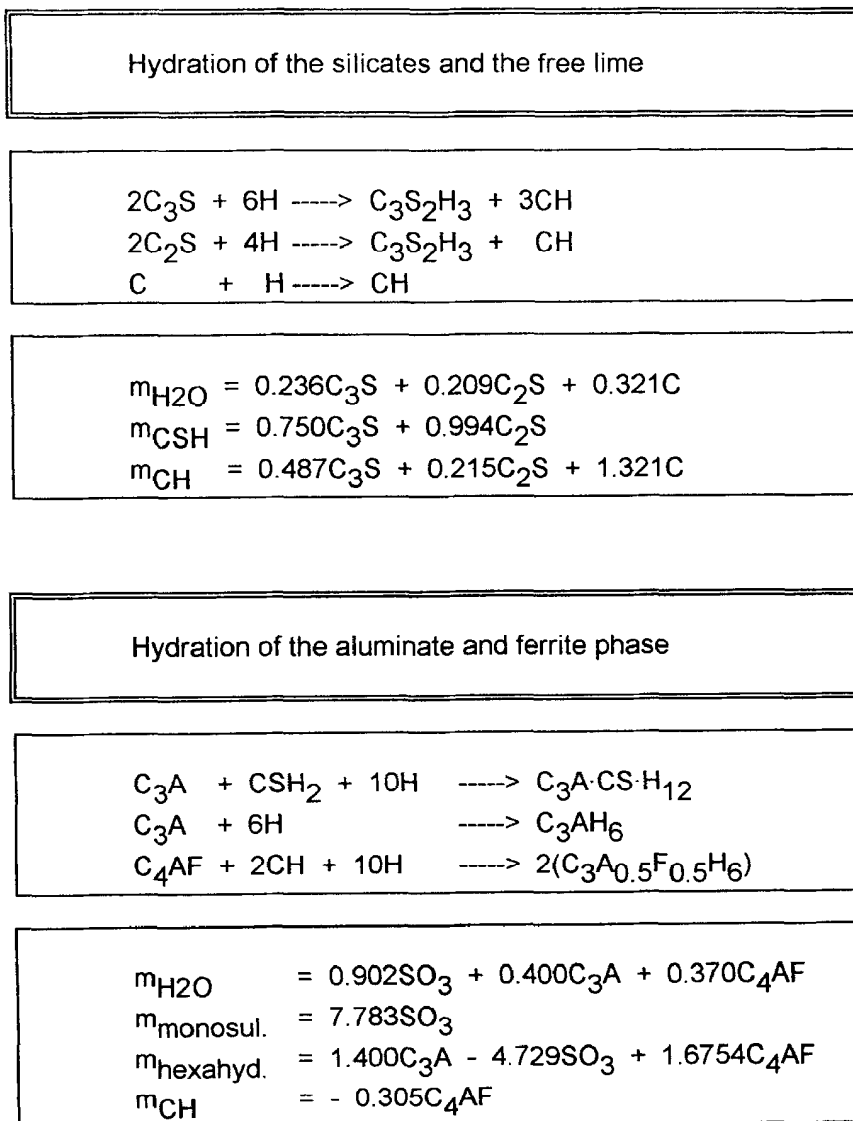 Hydration of the silicates and the free lime
2C₃S + 6H -----> C₃S₂H₃ + 3CH
2C₂S + 4H -----> C₃S₂H₃ + CH
C + H -----> CH
mH2O = 0.236C₃S + 0.209C₂S + 0.321C
mCSH = 0.750C₃S + 0.994C₂S
mCH = 0.487C₃S + 0.215C₂S + 1.321C
Hydration of the aluminate and ferrite phase
C₃A + CSH₂ + 10H -----> C₃A·CS·H₁₂
C₃A + 6H -----> C₃AH₆
C₄AF + 2CH + 10H -----> 2(C₃A₀.₅F₀.₅H₆)
mH2O = 0.902SO₃ + 0.400C₃A + 0.370C₄AF
mmonosul. = 7.783SO₃
mhexahyd. = 1.400C₃A - 4.729SO₃ + 1.6754C₄AF
mCH = - 0.305C₄AF